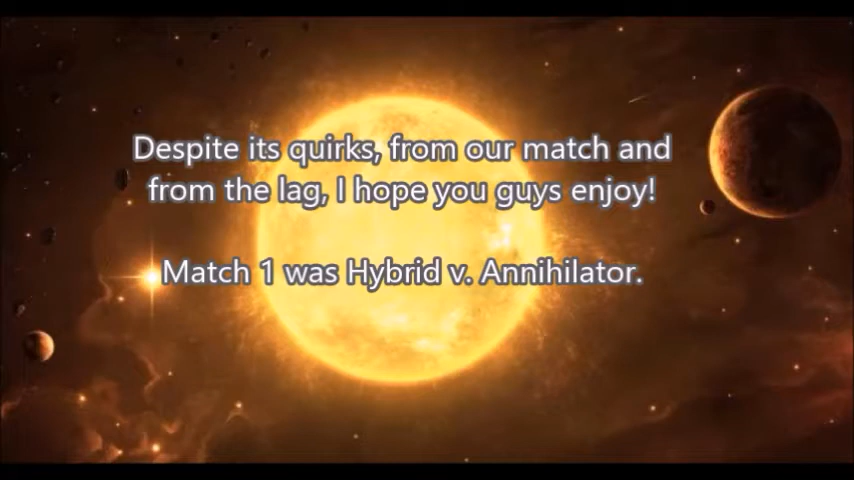 Despite its quirks, from our match and
from the lag, I hope you guys enjoy!
Match 1 was Hybrid v. Annihilator.